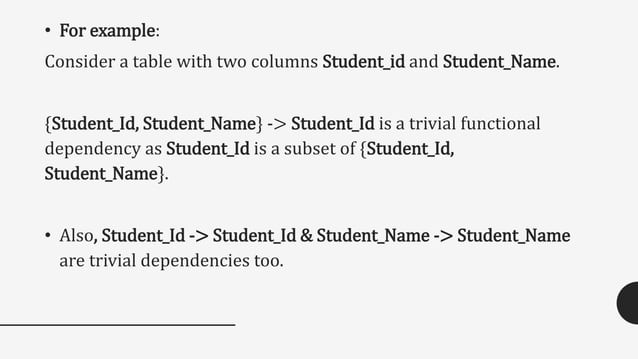 • For example:
Consider a table with two columns Student_id and Student_Name.
{Student_Id, Student_Name} -> Student_Id is a trivial functional
dependency as Student_Id is a subset of {Student_Id,
Student_Name}.
• Also, Student_Id -> Student_Id & Student_Name -> Student_Name
are trivial dependencies too.